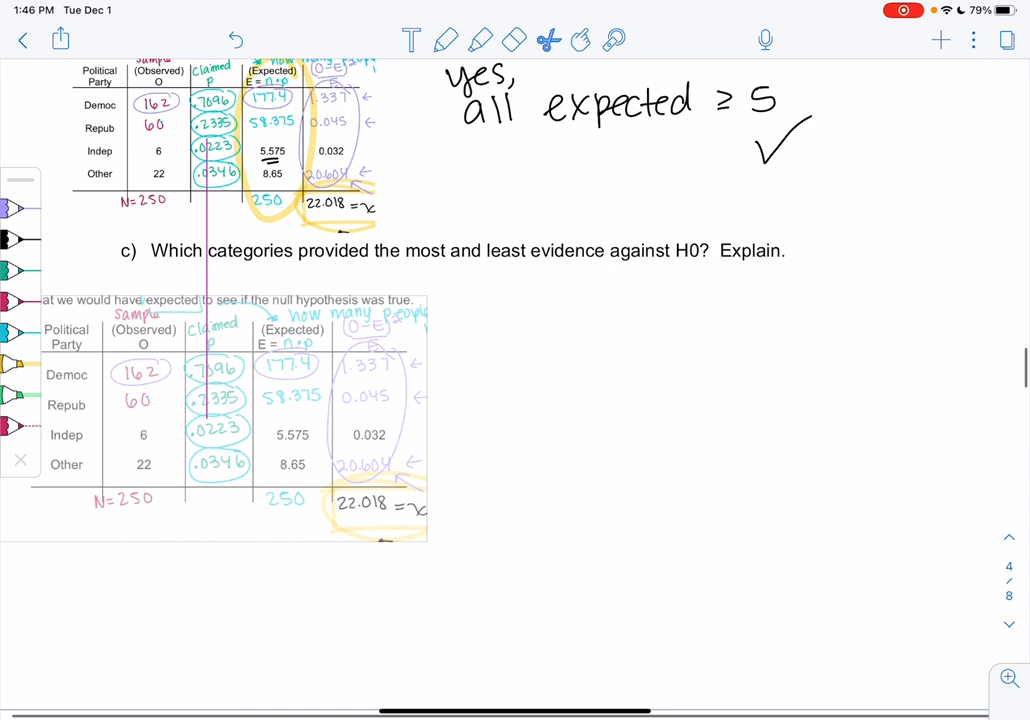 1:46 PM Tue Dec 1 79%
Political (Observed) Claimed (Expected) (O-E)
Party O p E = n·p E
Democ 162 .7096 177.4 1.337 ←
Repub 60 .2335 58.375 0.045 ←
Indep 6 .0223 5.575 0.032
Other 22 .0346 8.65 20.604 ←
N=250 250 22.018 =x
yes,
all expected ≥ 5 ✓
c) Which categories provided the most and least evidence against H0? Explain.
at we would have expected to see if the null hypothesis was true.
sample how many people
Political (Observed) Claimed (Expected) (O-E)²
Party O p E = n·p E
Democ 162 .7096 177.4 1.337 ←
Repub 60 .2335 58.375 0.045 ←
Indep 6 .0223 5.575 0.032
Other 22 .0346 8.65 20.604 ←
N=250 250 22.018 =x
4
/
8